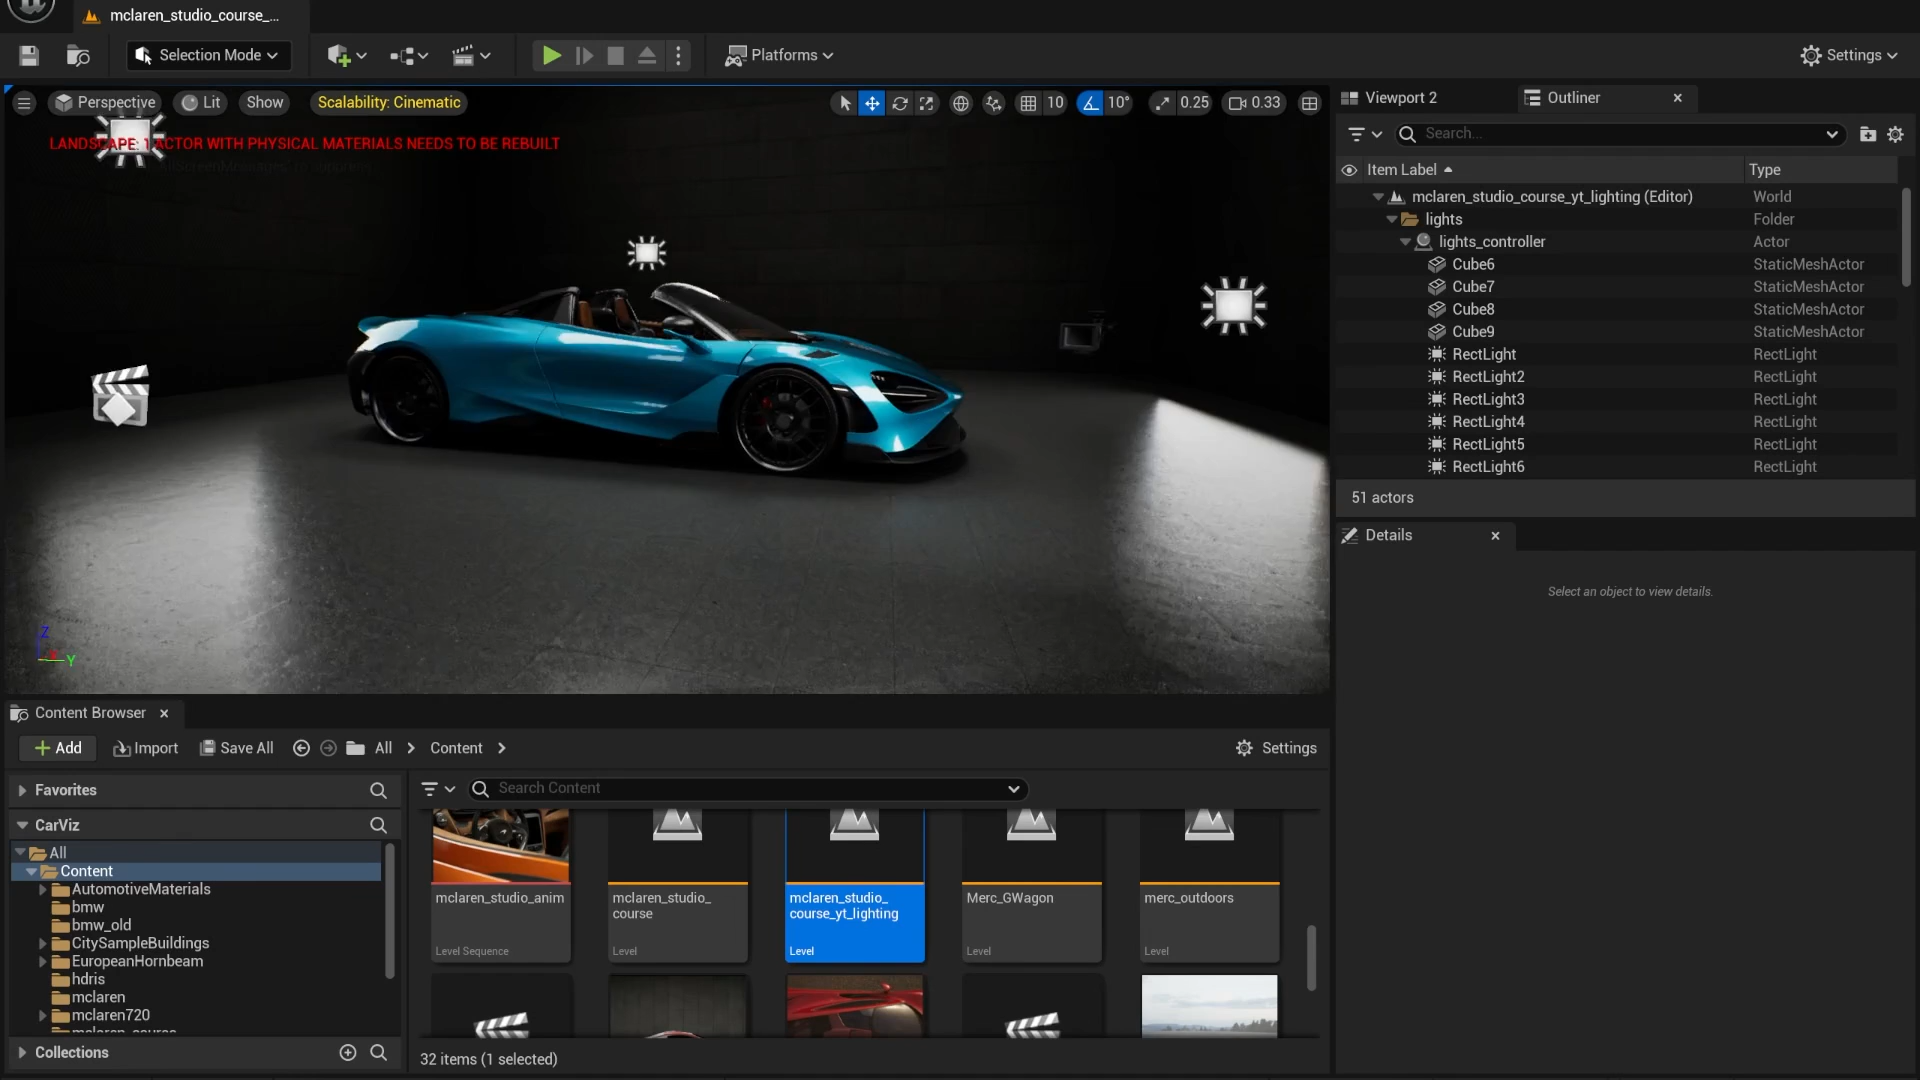 mclaren_studio_course_...
Selection Mode
Platforms
Settings
Perspective
Lit
Show
Scalability: Cinematic
10
10°
0.25
0.33
LANDSCAPE: 1 ACTOR WITH PHYSICAL MATERIALS NEEDS TO BE REBUILT
Z
Y
Viewport 2
Outliner
Search...
Item Label
Type
mclaren_studio_course_yt_lighting (Editor)
World
lights
Folder
lights_controller
Actor
Cube6
StaticMeshActor
Cube7
StaticMeshActor
Cube8
StaticMeshActor
Cube9
StaticMeshActor
RectLight
RectLight
RectLight2
RectLight
RectLight3
RectLight
RectLight4
RectLight
RectLight5
RectLight
RectLight6
RectLight
51 actors
Details
Select an object to view details.
Content Browser
Add
Import
Save All
All
Content
Settings
Favorites
CarViz
All
Content
AutomotiveMaterials
bmw
bmw_old
CitySampleBuildings
EuropeanHornbeam
hdris
mclaren
mclaren720
Collections
Search Content
mclaren_studio_anim
Level Sequence
mclaren_studio_
course
Level
mclaren_studio_
course_yt_lighting
Level
Merc_GWagon
Level
merc_outdoors
Level
32 items (1 selected)